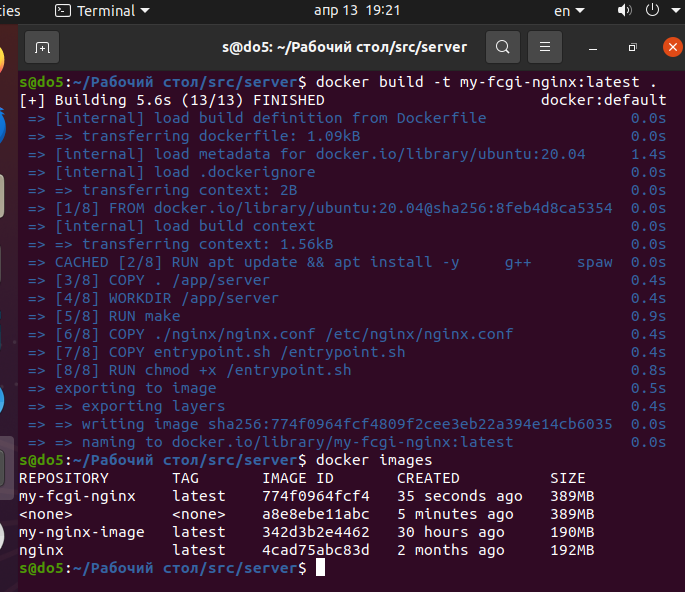 ies Terminal апр 13 19:21 en
s@do5: ~/Рабочий стол/src/server
s@do5:~/Рабочий стол/src/server$ docker build -t my-fcgi-nginx:latest .
[+] Building 5.6s (13/13) FINISHED docker:default
=> [internal] load build definition from Dockerfile 0.0s
=> => transferring dockerfile: 1.09kB 0.0s
=> [internal] load metadata for docker.io/library/ubuntu:20.04 1.4s
=> [internal] load .dockerignore 0.0s
=> => transferring context: 2B 0.0s
=> [1/8] FROM docker.io/library/ubuntu:20.04@sha256:8feb4d8ca5354 0.0s
=> [internal] load build context 0.0s
=> => transferring context: 1.56kB 0.0s
=> CACHED [2/8] RUN apt update && apt install -y g++ spaw 0.0s
=> [3/8] COPY . /app/server 0.4s
=> [4/8] WORKDIR /app/server 0.4s
=> [5/8] RUN make 0.9s
=> [6/8] COPY ./nginx/nginx.conf /etc/nginx/nginx.conf 0.4s
=> [7/8] COPY entrypoint.sh /entrypoint.sh 0.4s
=> [8/8] RUN chmod +x /entrypoint.sh 0.8s
=> exporting to image 0.5s
=> => exporting layers 0.4s
=> => writing image sha256:774f0964fcf4809f2cee3eb22a394e14cb6035 0.0s
=> => naming to docker.io/library/my-fcgi-nginx:latest 0.0s
s@do5:~/Рабочий стол/src/server$ docker images
REPOSITORY TAG IMAGE ID CREATED SIZE
my-fcgi-nginx latest 774f0964fcf4 35 seconds ago 389MB
<none> <none> a8e8ebe11abc 5 minutes ago 389MB
my-nginx-image latest 342d3b2e4462 30 hours ago 190MB
nginx latest 4cad75abc83d 2 months ago 192MB
s@do5:~/Рабочий стол/src/server$